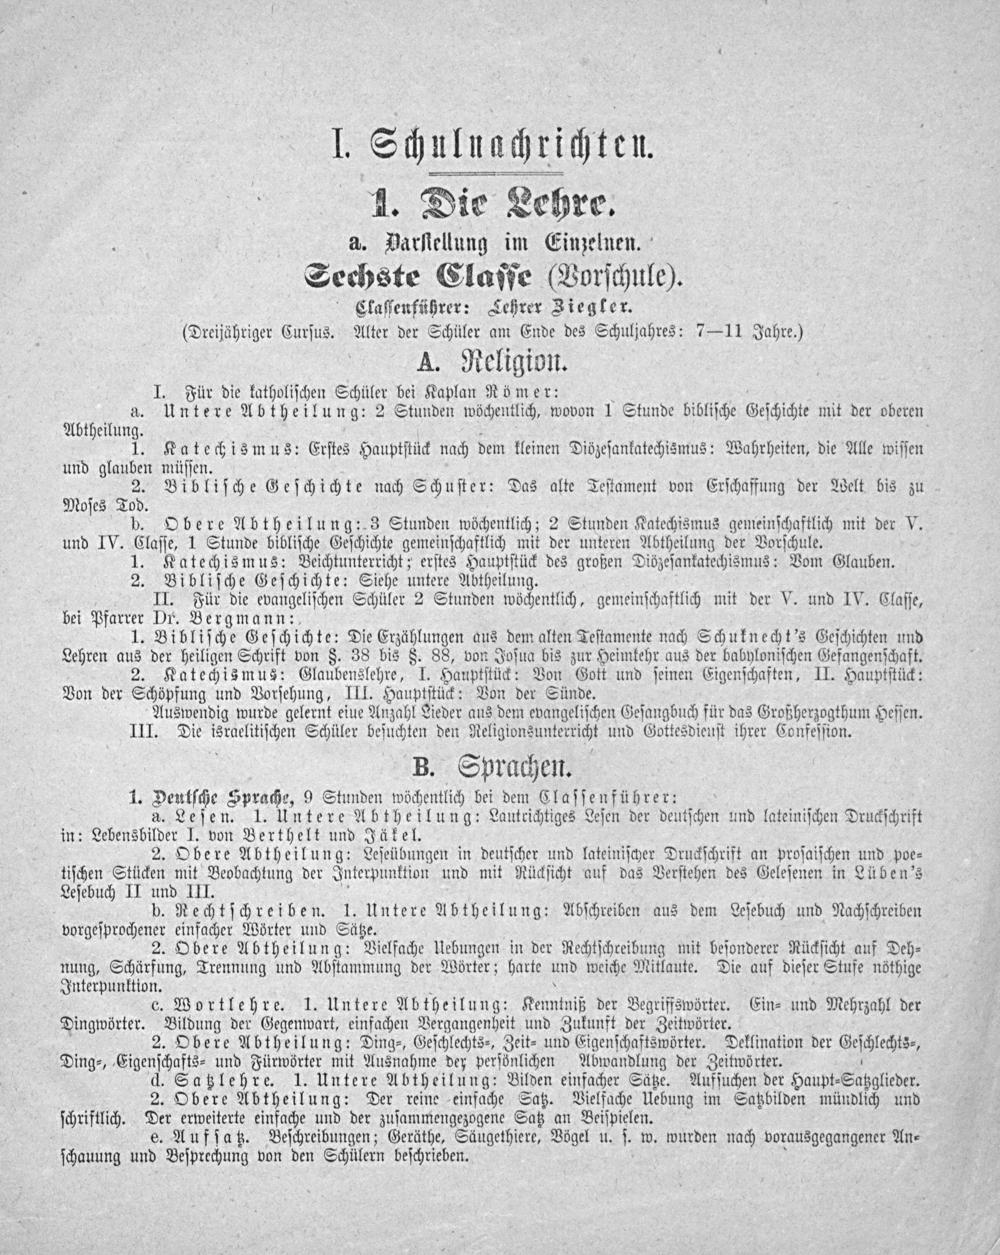 I. Schulnachrichten.
1. Die Lehre.
a. Darstellung im Einzelnen.
Sechste Classe (Vorschule).
Classenführer: Lehrer Ziegler.
(Dreijähriger Cursus. Alter der Schüler am Ende des Schuljahres: 7—11 Jahre.)
A. Religion.
I. Für die katholischen Schüler bei Kaplan Römer:
a. Untere Abtheilung: 2 Stunden wöchentlich, wovon 1 Stunde biblische Geschichte mit der oberen
Abtheilung.
1. Katechismus: Erstes Hauptstück nach dem kleinen Diözesankatechismus: Wahrheiten, die Alle wissen
und glauben müssen.
2. Biblische Geschichte nach Schuster: Das alte Testament von Erschaffung der Welt bis zu
Moses Tod.
b. Obere Abtheilung: 3 Stunden wöchentlich; 2 Stunden Katechismus gemeinschaftlich mit der V.
und IV. Classe, 1 Stunde biblische Geschichte gemeinschaftlich mit der unteren Abtheilung der Vorschule.
1. Katechismus: Beichtunterricht; erstes Hauptstück des großen Diözesankatechismus: Vom Glauben.
2. Biblische Geschichte: Siehe untere Abtheilung.
II. Für die evangelischen Schüler 2 Stunden wöchentlich, gemeinschaftlich mit der V. und IV. Classe,
bei Pfarrer Dr. Bergmann:
1. Biblische Geschichte: Die Erzählungen aus dem alten Testamente nach Schuknecht's Geschichten und
Lehren aus der heiligen Schrift von §. 38 bis §. 88, von Josua bis zur Heimkehr aus der babylonischen Gefangenschaft.
2. Katechismus: Glaubenslehre, I. Hauptstück: Von Gott und seinen Eigenschaften, II. Hauptstück:
Von der Schöpfung und Vorsehung, III. Hauptstück: Von der Sünde.
Auswendig wurde gelernt eine Anzahl Lieder aus dem evangelischen Gesangbuch für das Großherzogthum Hessen.
III. Die israelitischen Schüler besuchten den Religionsunterricht und Gottesdienst ihrer Confession.
B. Sprachen.
1. Deutsche Sprache, 9 Stunden wöchentlich bei dem Classenführer:
a. Lesen. 1. Untere Abtheilung: Lautrichtiges Lesen der deutschen und lateinischen Druckschrift
in: Lebensbilder I. von Berthelt und Jäkel.
2. Obere Abtheilung: Leseübungen in deutscher und lateinischer Druckschrift an prosaischen und poe-
tischen Stücken mit Beobachtung der Interpunktion und mit Rücksicht auf das Verstehen des Gelesenen in Lüben's
Lesebuch II und III.
b. Rechtschreiben. 1. Untere Abtheilung: Abschreiben aus dem Lesebuch und Nachschreiben
vorgesprochener einfacher Wörter und Sätze.
2. Obere Abtheilung: Vielfache Uebungen in der Rechtschreibung mit besonderer Rücksicht auf Deh-
nung, Schärfung, Trennung und Abstammung der Wörter; harte und weiche Mitlaute. Die auf dieser Stufe nöthige
Interpunktion.
c. Wortlehre. 1. Untere Abtheilung: Kenntniß der Begriffswörter. Ein- und Mehrzahl der
Dingwörter. Bildung der Gegenwart, einfachen Vergangenheit und Zukunft der Zeitwörter.
2. Obere Abtheilung: Ding-, Geschlechts-, Zeit- und Eigenschaftswörter. Deklination der Geschlechts-,
Ding-, Eigenschafts- und Fürwörter mit Ausnahme der persönlichen Abwandlung der Zeitwörter.
d. Satzlehre. 1. Untere Abtheilung: Bilden einfacher Sätze. Aufsuchen der Haupt-Satzglieder.
2. Obere Abtheilung: Der reine einfache Satz. Vielfache Uebung im Satzbilden mündlich und
schriftlich. Der erweiterte einfache und der zusammengezogene Satz an Beispielen.
e. Aufsatz. Beschreibungen; Geräthe, Säugethiere, Vögel u. s. w. wurden nach vorausgegangener An-
schauung und Besprechung von den Schülern beschrieben.